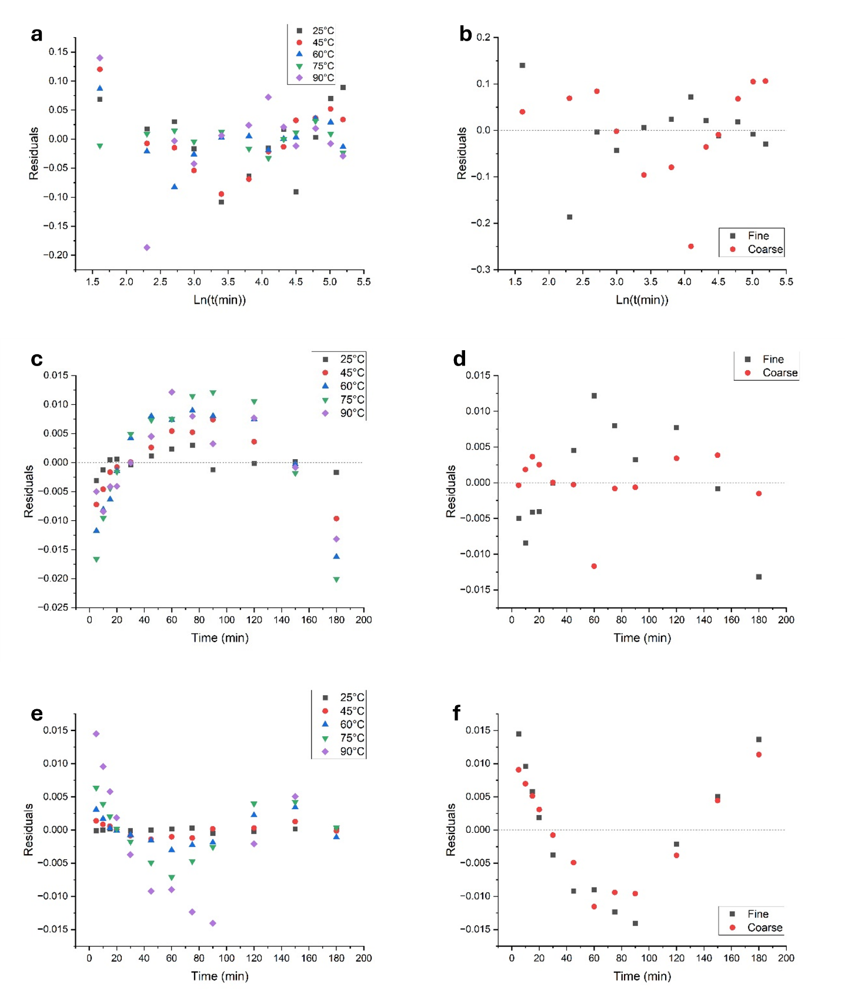 a
25°C
45°C
60°C
75°C
90°C
0.15
0.10
0.05
0.00
−0.05
−0.10
−0.15
−0.20
Residuals
1.5 2.0 2.5 3.0 3.5 4.0 4.5 5.0 5.5
Ln(t(min))
b
0.2
0.1
0.0
−0.1
−0.2
−0.3
Residuals
Fine
Coarse
1.5 2.0 2.5 3.0 3.5 4.0 4.5 5.0 5.5
Ln(t(min))
c
25°C
45°C
60°C
75°C
90°C
0.015
0.010
0.005
0.000
−0.005
−0.010
−0.015
−0.020
−0.025
Residuals
0 20 40 60 80 100 120 140 160 180 200
Time (min)
d
Fine
Coarse
0.015
0.010
0.005
0.000
−0.005
−0.010
−0.015
Residuals
0 20 40 60 80 100 120 140 160 180 200
Time (min)
e
25°C
45°C
60°C
75°C
90°C
0.015
0.010
0.005
0.000
−0.005
−0.010
−0.015
Residuals
0 20 40 60 80 100 120 140 160 180 200
Time (min)
f
0.015
0.010
0.005
0.000
−0.005
−0.010
−0.015
Residuals
Fine
Coarse
0 20 40 60 80 100 120 140 160 180 200
Time (min)